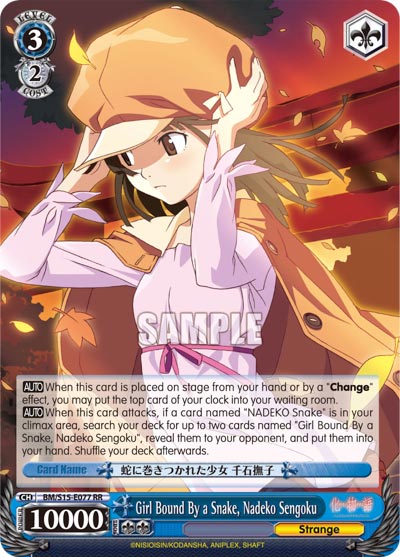 LEVEL
3
2
COST
SAMPLE
AUTO When this card is placed on stage from your hand or by a "Change"
effect, you may put the top card of your clock into your waiting room.
AUTO When this card attacks, if a card named "NADEKO Snake" is in your
climax area, search your deck for up to two cards named "Girl Bound By a
Snake, Nadeko Sengoku", reveal them to your opponent, and put them into your
hand. Shuffle your deck afterwards.
Card Name 蛇に巻きつかれた少女 千石撫子
CH BM/S15-E077 RR
POWER 10000
Girl Bound By a Snake, Nadeko Sengoku
化物語
Strange
©NISIOISIN/KODANSHA, ANIPLEX, SHAFT